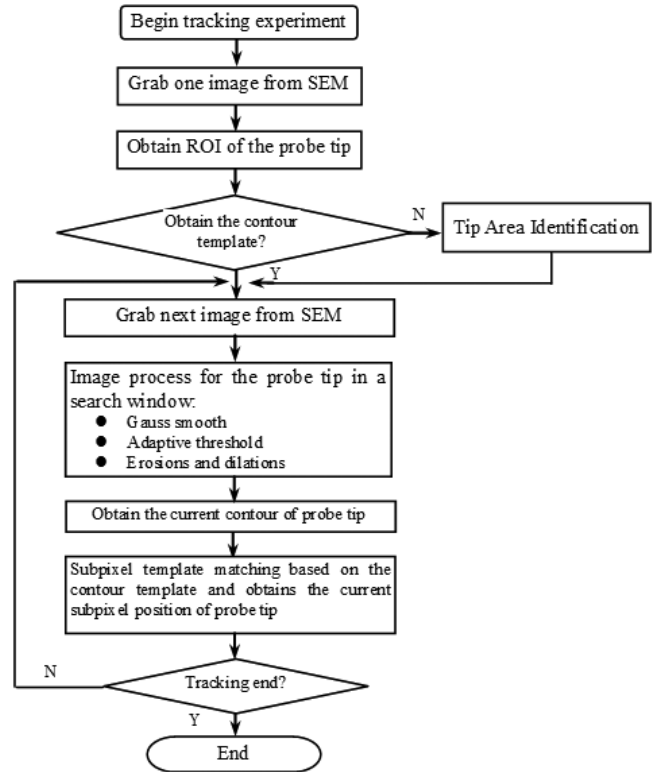 Begin tracking experiment
Grab one image from SEM
Obtain ROI of the probe tip
Obtain the contour
template?
N
Tip Area Identification
Y
Grab next image from SEM
Image process for the probe tip in a
search window:
● Gauss smooth
● Adaptive threshold
● Erosions and dilations
Obtain the current contour of probe tip
Subpixel template matching based on the
contour template and obtains the current
subpixel position of probe tip
N
Tracking end?
Y
End